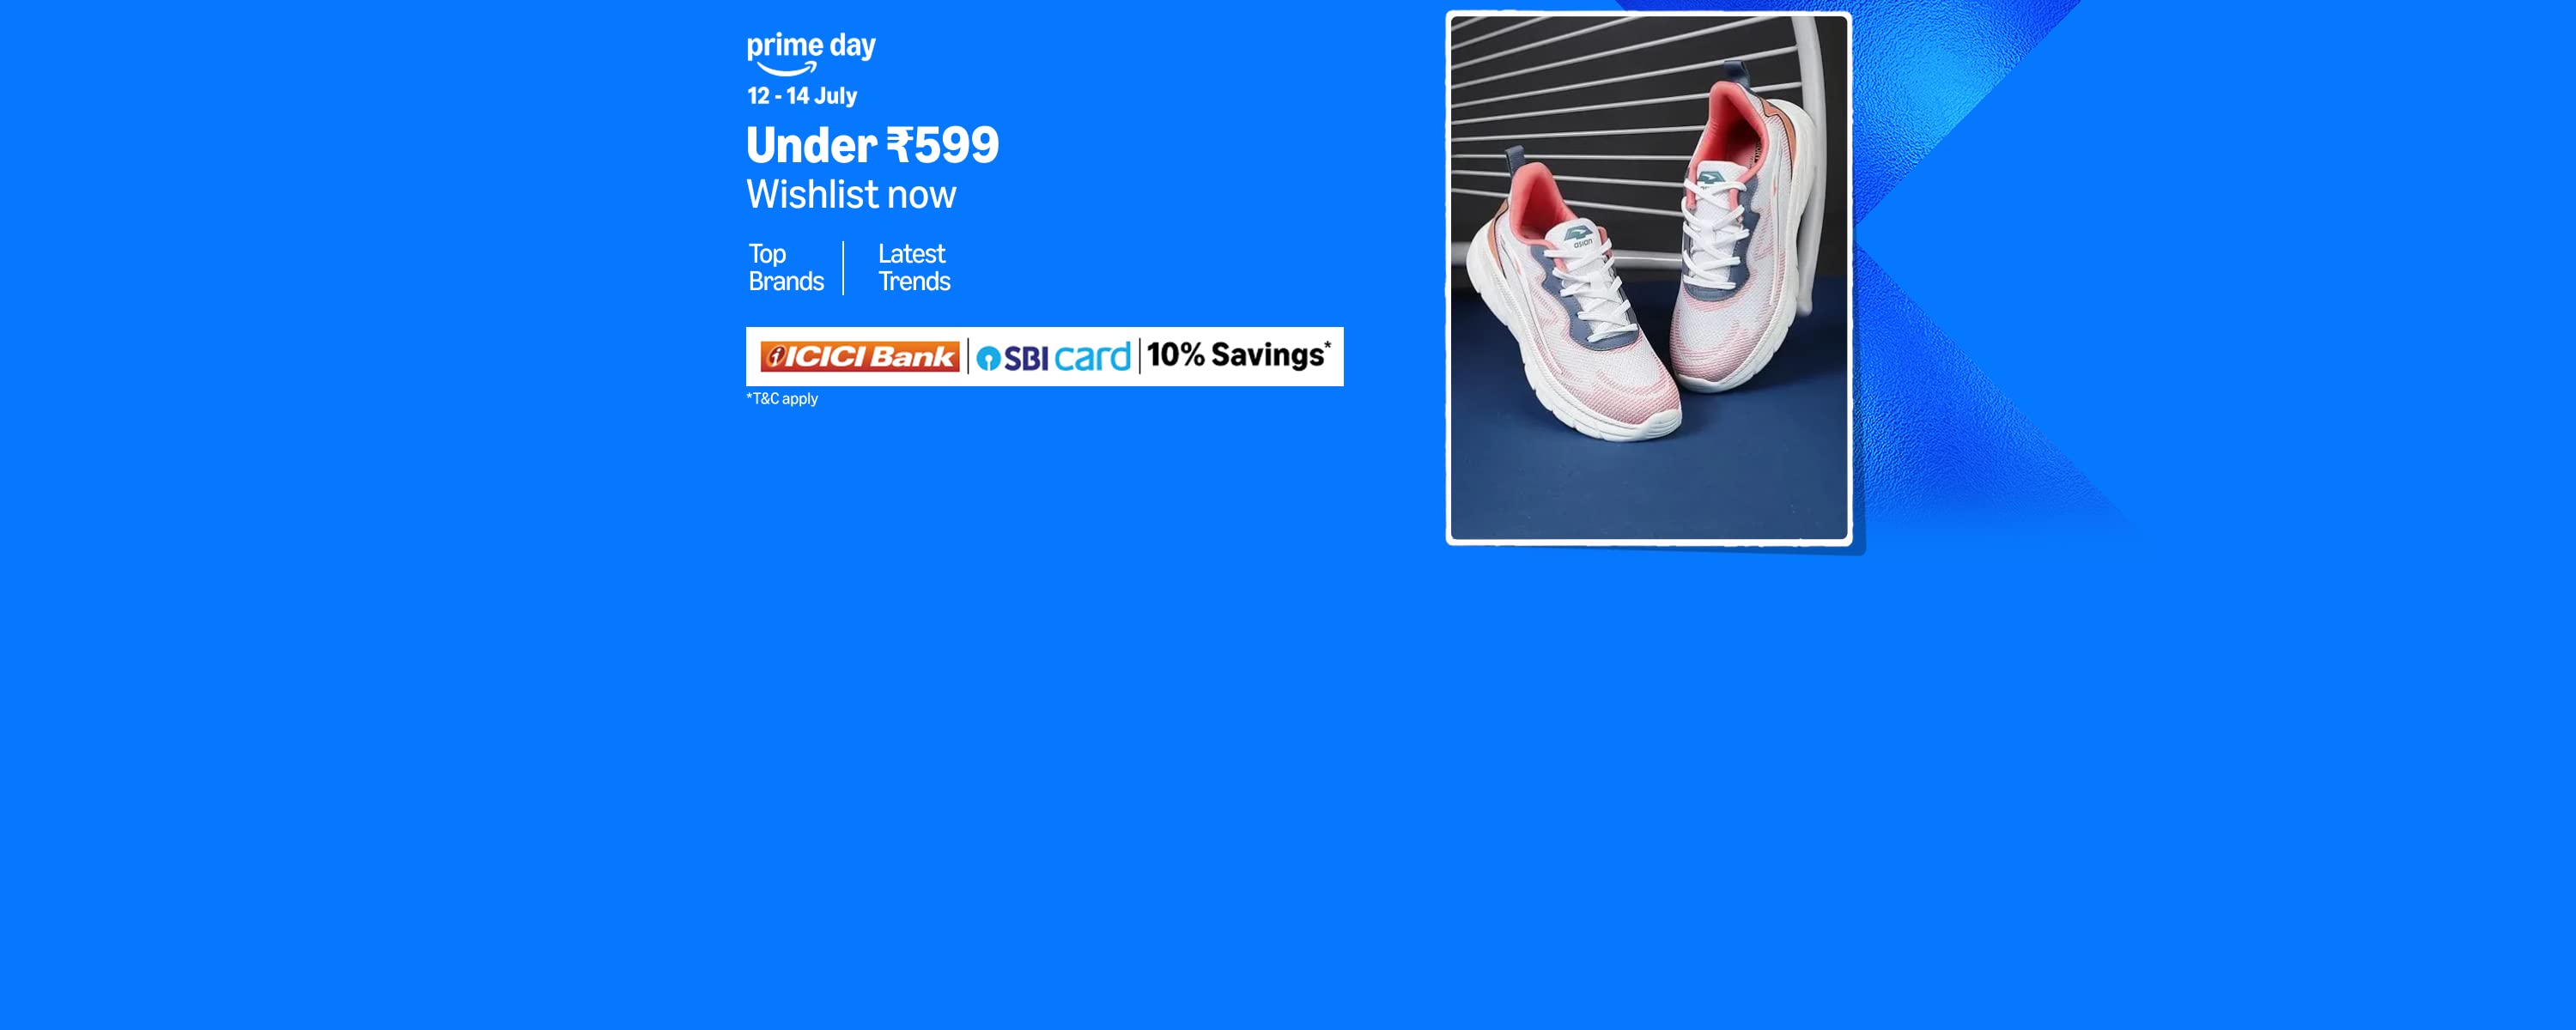 prime day
12 - 14 July
Under ₹599
Wishlist now
Top
Brands
Latest
Trends
ICICI Bank
SBI card
10% Savings*
*T&C apply
asian